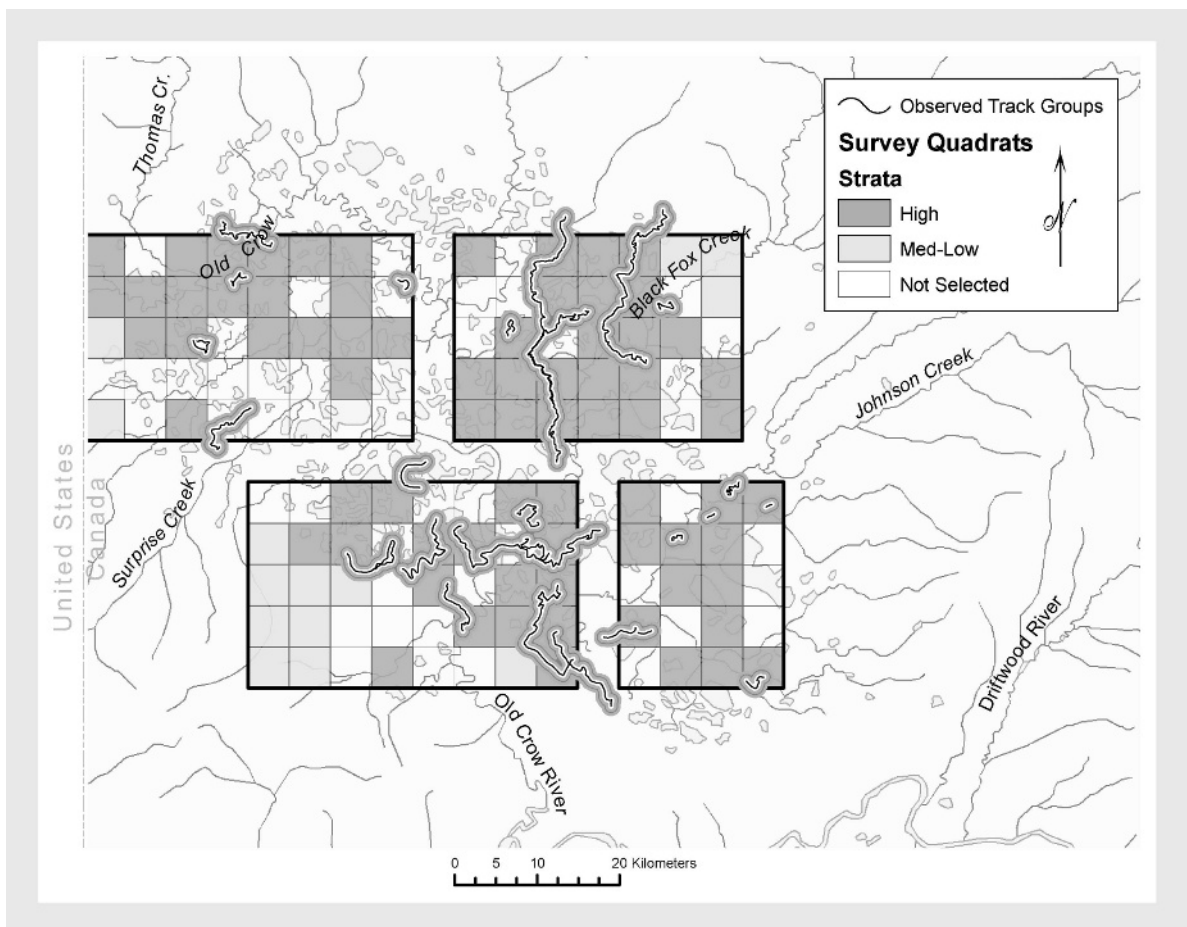 Thomas Cr.
Observed Track Groups
Survey Quadrats
Strata
High
Med-Low
Not Selected
N
Old Crow
Black Fox Creek
Johnson Creek
United States
Canada
Surprise Creek
Driftwood River
Old Crow River
0 5 10 20 Kilometers